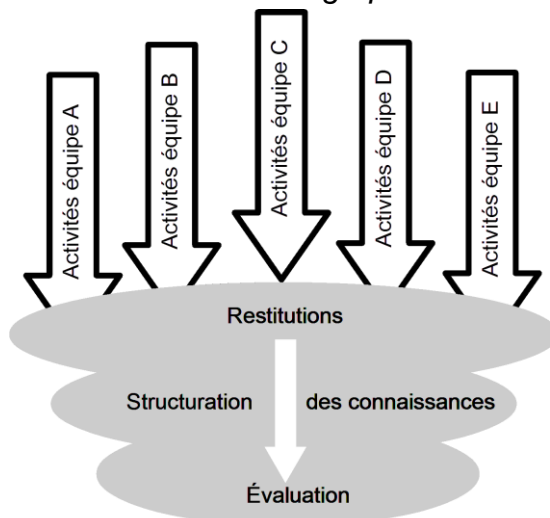 Activités équipe A
Activités équipe B
Activités équipe C
Activités équipe D
Activités équipe E
Restitutions
Structuration des connaissances
Évaluation